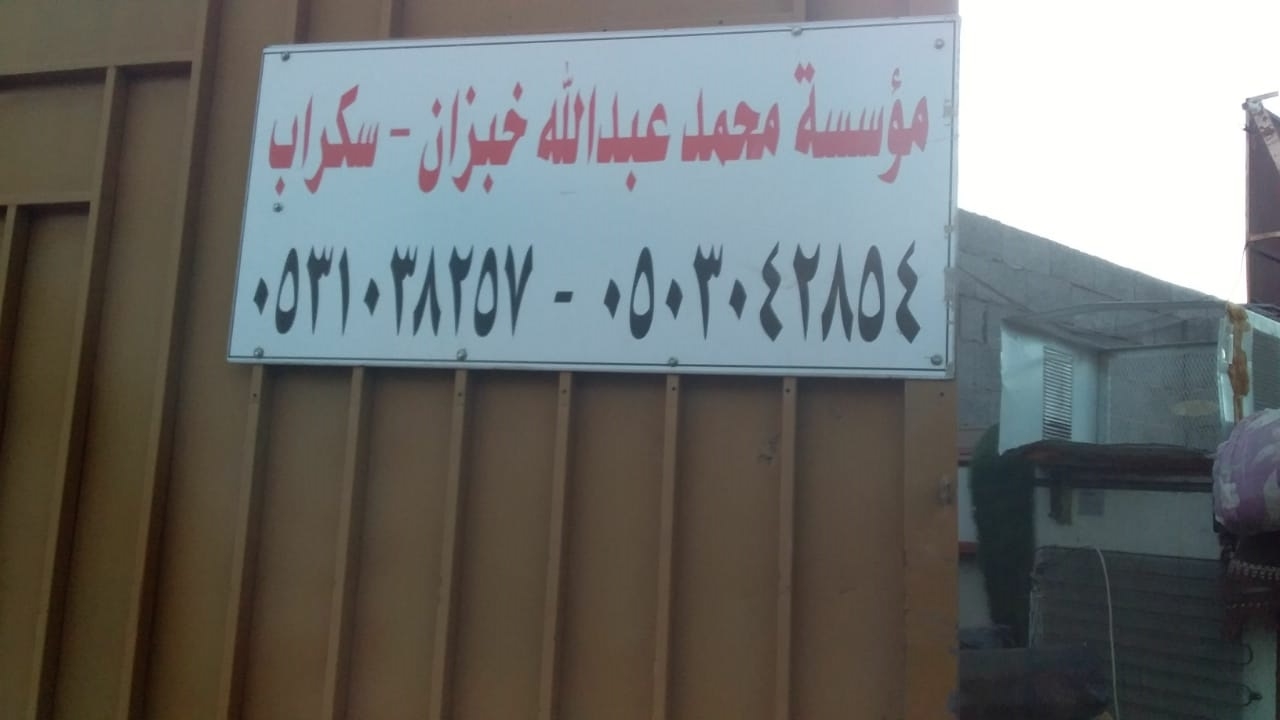 مؤسسة محمد عبدالله خبزان - سكراب
٠٥٣١٠٣٨٢٥٧ - ٠٥٠٣٠٤٢٨٥٤